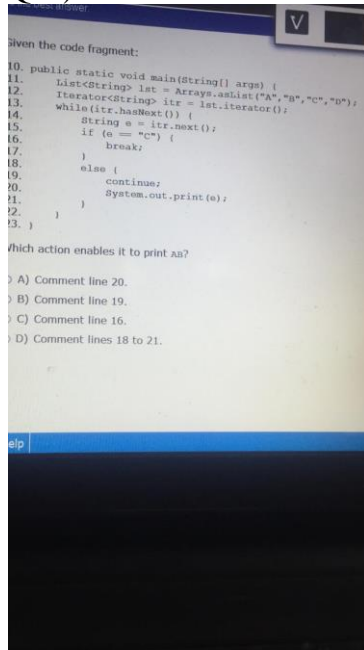 best answer.
V
Given the code fragment:
10. public static void main(String[] args) {
11. List<String> lst = Arrays.asList("A","B","C","D");
12. Iterator<String> itr = lst.iterator();
13. while(itr.hasNext()) {
14. String e = itr.next();
15. if (e == "C") {
16. break;
17. }
18. else {
19. continue;
20. System.out.print(e);
21. }
22. }
23. }
Which action enables it to print AB?
A) Comment line 20.
B) Comment line 19.
C) Comment line 16.
D) Comment lines 18 to 21.
elp